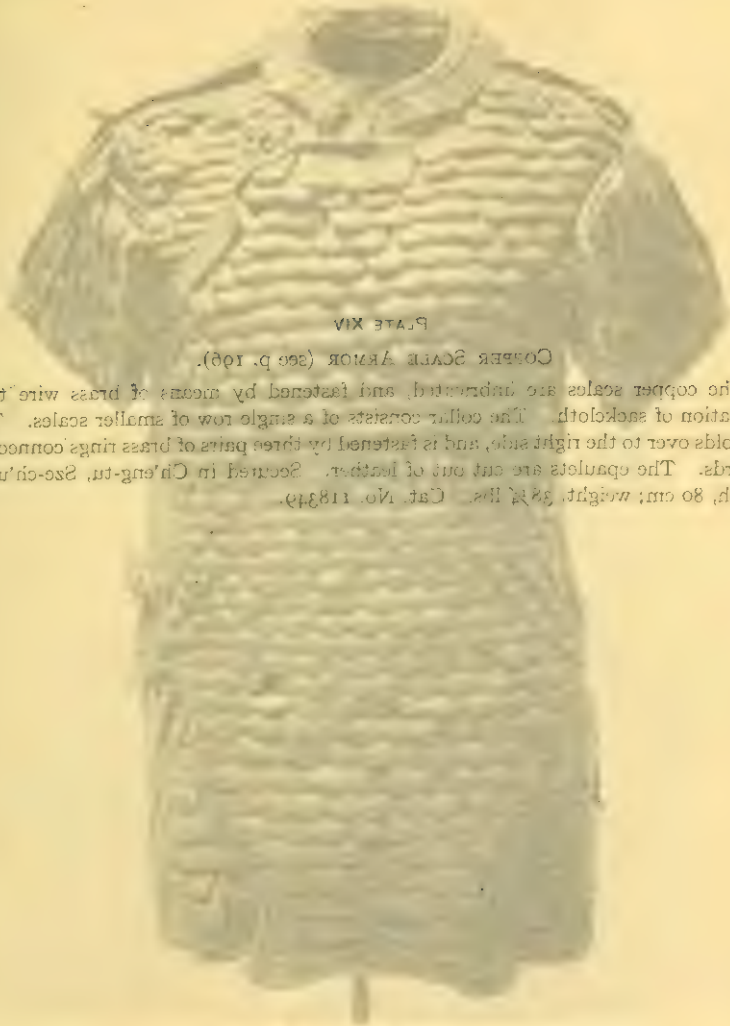 PLATE XIV
COPPER SCALE ARMOR (see p. 196).
he copper scales are imbricated, and fastened by means of brass wire t
ation of sackcloth. The collar consists of a single row of smaller scales. T
olds over to the right side, and is fastened by three pairs of brass rings connec
rds. The epaulets are cut out of leather. Secured in Ch'eng-tu, Sze-ch'u
h, 80 cm; weight, lbs. Cat. No. 118349.